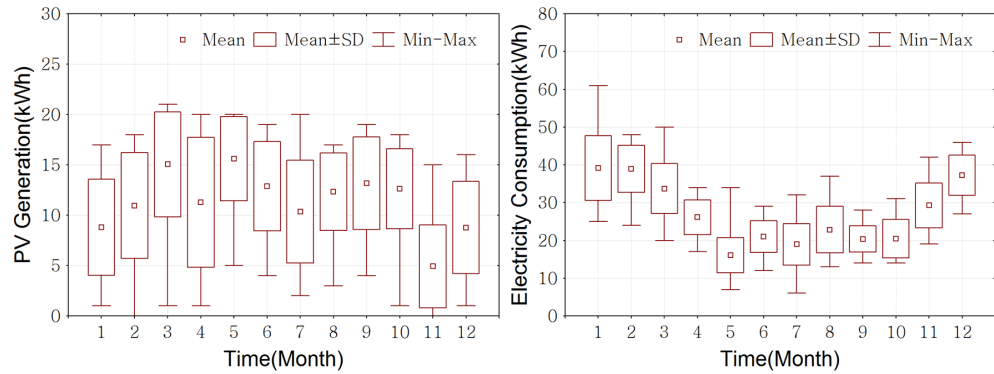 PV Generation(kWh)
30
25
20
15
10
5
0
Mean Mean±SD Min-Max
1 2 3 4 5 6 7 8 9 10 11 12
Time(Month)
Electricity Consumption(kWh)
80
70
60
50
40
30
20
10
0
Mean Mean±SD Min-Max
1 2 3 4 5 6 7 8 9 10 11 12
Time(Month)